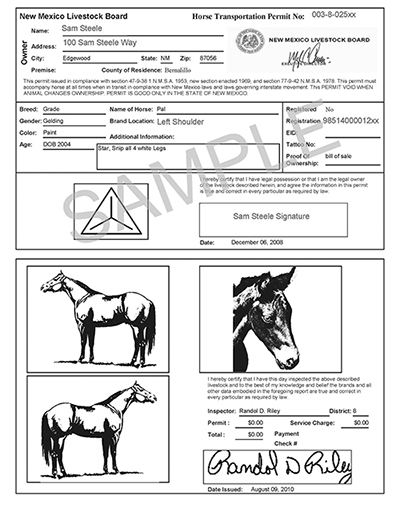 New Mexico Livestock Board
Horse Transportation Permit No: 003-8-025xx
Owner
Name: Sam Steele
Address: 100 Sam Steele Way
City: Edgewood State: NM Zip: 87056
Premise: County of Residence: Bernalillo
NEW MEXICO LIVESTOCK BOARD
EXECUTIVE DIRECTOR
This permit issued in compliance with section 47-9-38 1 N.M.S.A. 1953, new section enacted 1969, and section 77-9-42 N.M.S.A. 1978. This permit must
accompany horse at all times when in transit in compliance with New Mexico laws and laws governing interstate movement. This PERMIT VOID WHEN
ANIMAL CHANGES OWNERSHIP. PERMIT IS GOOD ONLY IN THE STATE OF NEW MEXICO.
Breed: Grade Name of Horse: Pal Registered No
Gender: Gelding Brand Location: Left Shoulder Registration 98514000012xx
Color: Paint Additional Information: EID:
Age: DOB 2004 Star, Snip all 4 white Legs Tattoo No:
Proof Of Ownership: bill of sale
SAMPLE
I hereby certify that I have legal possession or that I am the legal owner
of the livestock described herein, and agree the information in this permit
is true and correct in every particular as required by law.
Sam Steele Signature
Date: December 06, 2008
I hereby certify that I have this day inspected the above described
livestock and to the best of my knowledge and belief the brands and all
other data embodied in the foregoing report are true and correct in
every particular as required by law.
Inspector: Randol D. Riley District: 8
Permit : $0.00 Service Charge: $0.00
Total : $0.00 Payment
Check #
Randol D Riley
Date Issued: August 09, 2010